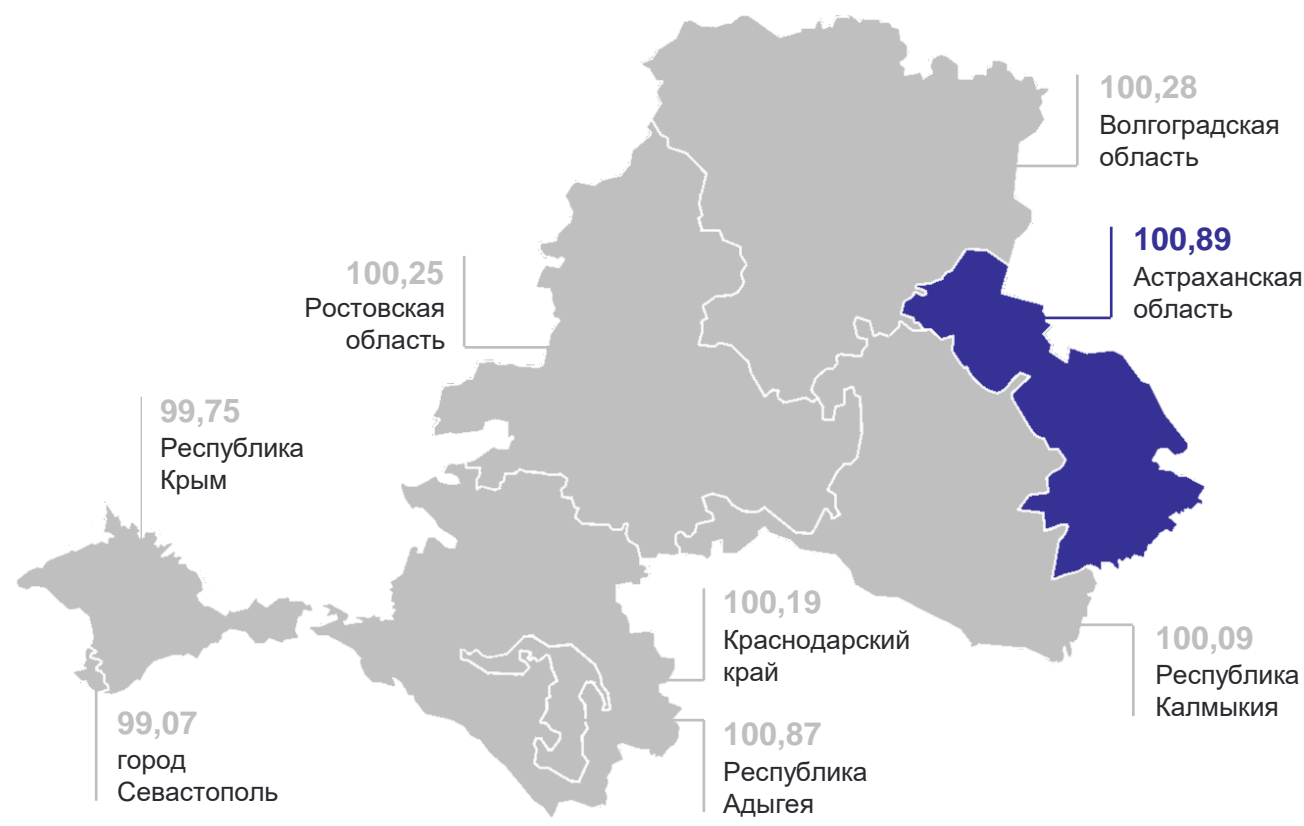 100,28
Волгоградская
область
100,89
Астраханская
область
100,25
Ростовская
область
99,75
Республика
Крым
100,19
Краснодарский
край
100,09
Республика
Калмыкия
99,07
город
Севастополь
100,87
Республика
Адыгея